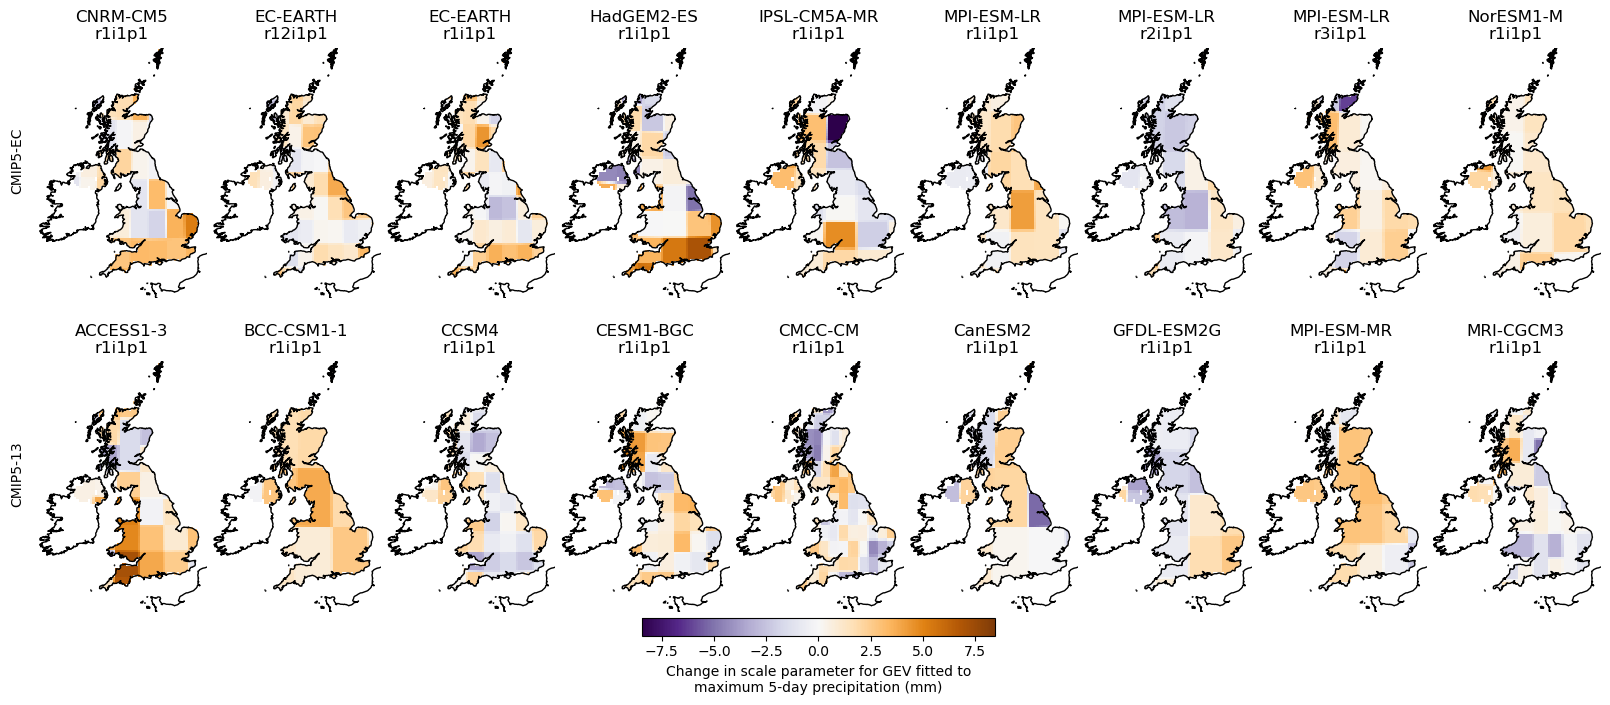 CNRM-CM5 EC-EARTH EC-EARTH HadGEM2-ES IPSL-CM5A-MR MPI-ESM-LR MPI-ESM-LR MPI-ESM-LR NorESM1-M
r1i1p1 r12i1p1 r1i1p1 r1i1p1 r1i1p1 r1i1p1 r2i1p1 r3i1p1 r1i1p1
CMIP5-EC
ACCESS1-3 BCC-CSM1-1 CCSM4 CESM1-BGC CMCC-CM CanESM2 GFDL-ESM2G MPI-ESM-MR MRI-CGCM3
r1i1p1 r1i1p1 r1i1p1 r1i1p1 r1i1p1 r1i1p1 r1i1p1 r1i1p1 r1i1p1
CMIP5-13
−7.5 −5.0 −2.5 0.0 2.5 5.0 7.5
Change in scale parameter for GEV fitted to
maximum 5-day precipitation (mm)